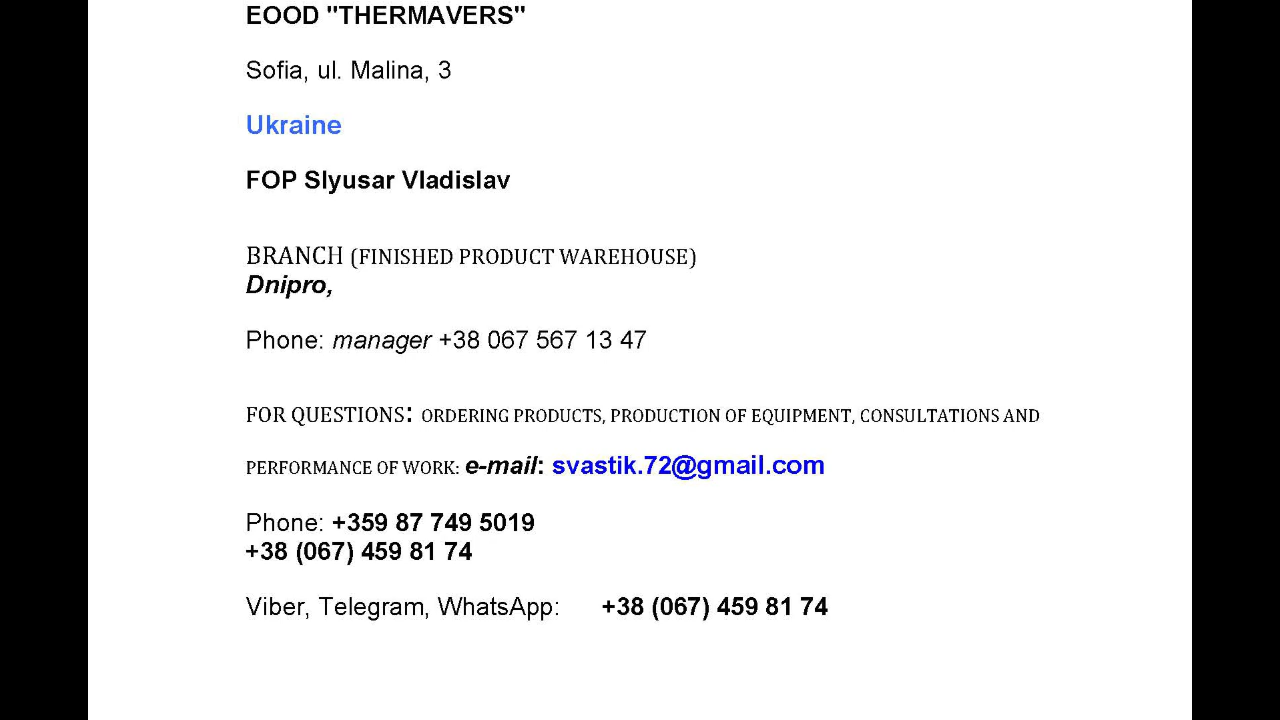 EOOD "THERMAVERS"
Sofia, ul. Malina, 3
Ukraine
FOP Slyusar Vladislav
BRANCH (FINISHED PRODUCT WAREHOUSE)
Dnipro,
Phone: manager +38 067 567 13 47
FOR QUESTIONS: ORDERING PRODUCTS, PRODUCTION OF EQUIPMENT, CONSULTATIONS AND
PERFORMANCE OF WORK: e-mail: svastik.72@gmail.com
Phone: +359 87 749 5019
+38 (067) 459 81 74
Viber, Telegram, WhatsApp: +38 (067) 459 81 74